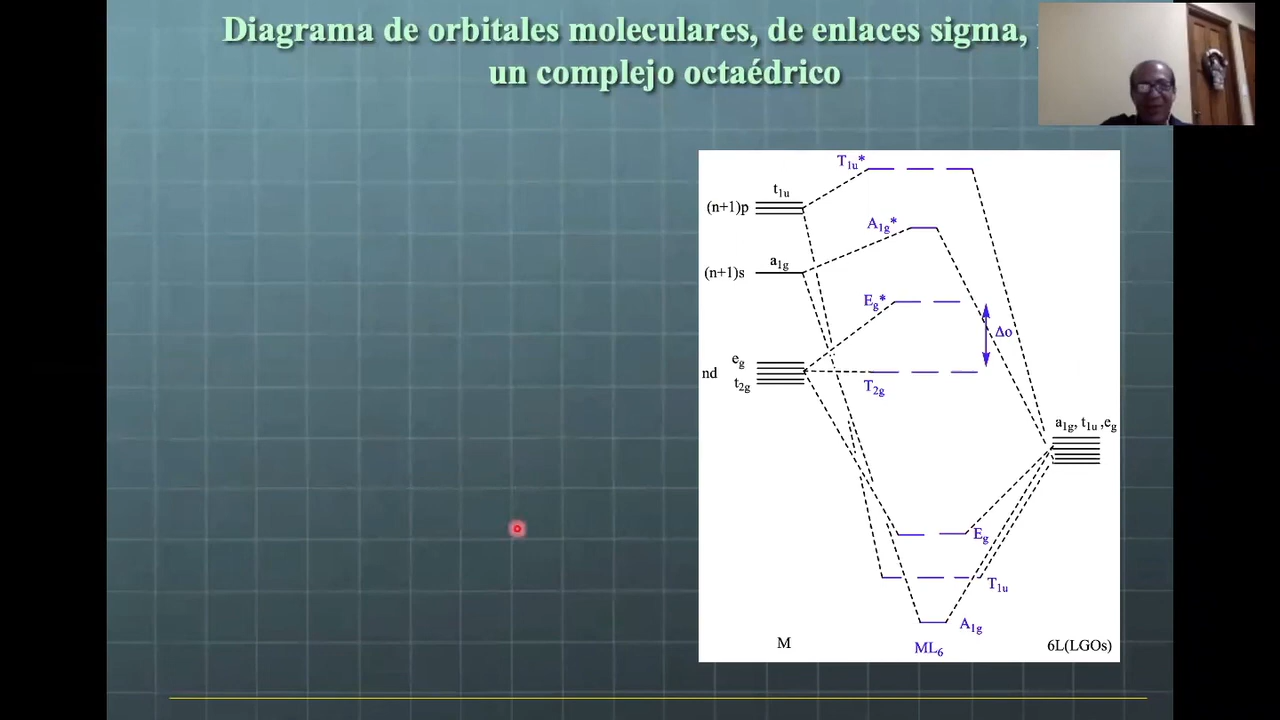 Diagrama de orbitales moleculares, de enlaces sigma,
un complejo octaédrico
T1u*
t1u
(n+1)p
A1g*
a1g
(n+1)s
Eg*
Δo
eg
nd
t2g
T2g
a1g, t1u ,eg
Eg
T1u
A1g
M
ML6
6L(LGOs)